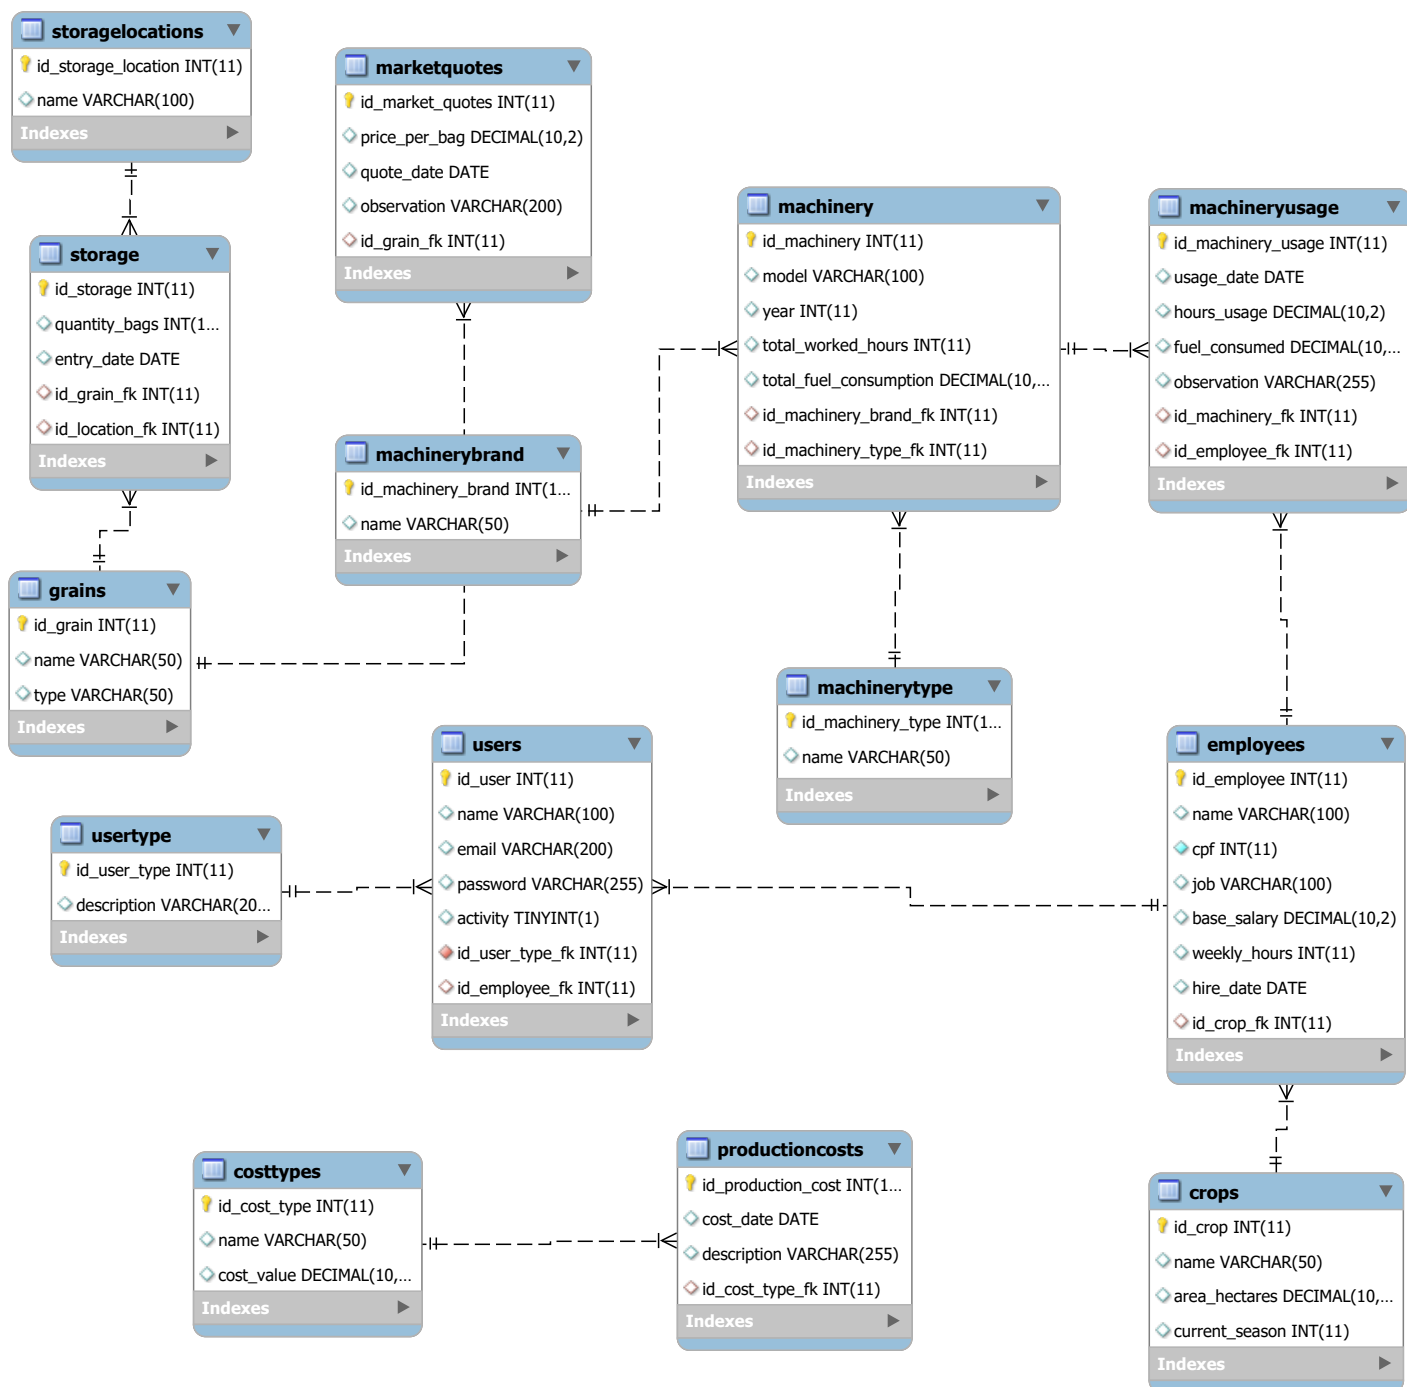 storagelocations
id_storage_location INT(11)
name VARCHAR(100)
Indexes
marketquotes
id_market_quotes INT(11)
price_per_bag DECIMAL(10,2)
quote_date DATE
observation VARCHAR(200)
id_grain_fk INT(11)
Indexes
machinery
id_machinery INT(11)
model VARCHAR(100)
year INT(11)
total_worked_hours INT(11)
total_fuel_consumption DECIMAL(10,...
id_machinery_brand_fk INT(11)
id_machinery_type_fk INT(11)
Indexes
machineryusage
id_machinery_usage INT(11)
usage_date DATE
hours_usage DECIMAL(10,2)
fuel_consumed DECIMAL(10,...
observation VARCHAR(255)
id_machinery_fk INT(11)
id_employee_fk INT(11)
Indexes
storage
id_storage INT(11)
quantity_bags INT(1...
entry_date DATE
id_grain_fk INT(11)
id_location_fk INT(11)
Indexes
machinerybrand
id_machinery_brand INT(1...
name VARCHAR(50)
Indexes
grains
id_grain INT(11)
name VARCHAR(50)
type VARCHAR(50)
Indexes
machinerytype
id_machinery_type INT(1...
name VARCHAR(50)
Indexes
users
id_user INT(11)
name VARCHAR(100)
email VARCHAR(200)
password VARCHAR(255)
activity TINYINT(1)
id_user_type_fk INT(11)
id_employee_fk INT(11)
Indexes
employees
id_employee INT(11)
name VARCHAR(100)
cpf INT(11)
job VARCHAR(100)
base_salary DECIMAL(10,2)
weekly_hours INT(11)
hire_date DATE
id_crop_fk INT(11)
Indexes
usertype
id_user_type INT(11)
description VARCHAR(20...
Indexes
costtypes
id_cost_type INT(11)
name VARCHAR(50)
cost_value DECIMAL(10,...
Indexes
productioncosts
id_production_cost INT(1...
cost_date DATE
description VARCHAR(255)
id_cost_type_fk INT(11)
Indexes
crops
id_crop INT(11)
name VARCHAR(50)
area_hectares DECIMAL(10,...
current_season INT(11)
Indexes